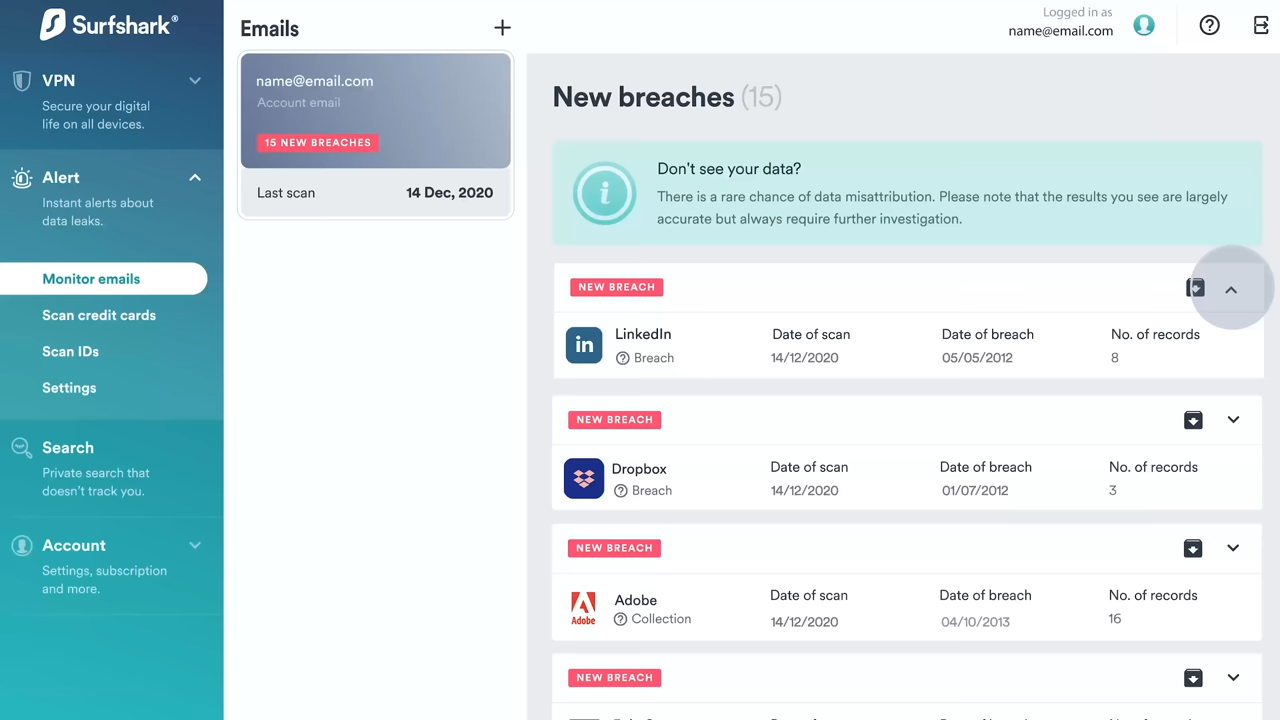 Surfshark®
VPN
Secure your digital
life on all devices.
Alert
Instant alerts about
data leaks.
Monitor emails
Scan credit cards
Scan IDs
Settings
Search
Private search that
doesn't track you.
Account
Settings, subscription
and more.
Emails
name@email.com
Account email
15 NEW BREACHES
Last scan 14 Dec, 2020
Logged in as
name@email.com
New breaches (15)
Don't see your data?
There is a rare chance of data misattribution. Please note that the results you see are largely
accurate but always require further investigation.
NEW BREACH
in LinkedIn Date of scan Date of breach No. of records
Breach 14/12/2020 05/05/2012 8
NEW BREACH
Dropbox Date of scan Date of breach No. of records
Breach 14/12/2020 01/07/2012 3
NEW BREACH
Adobe Date of scan Date of breach No. of records
Adobe Collection 14/12/2020 04/10/2013 16
NEW BREACH